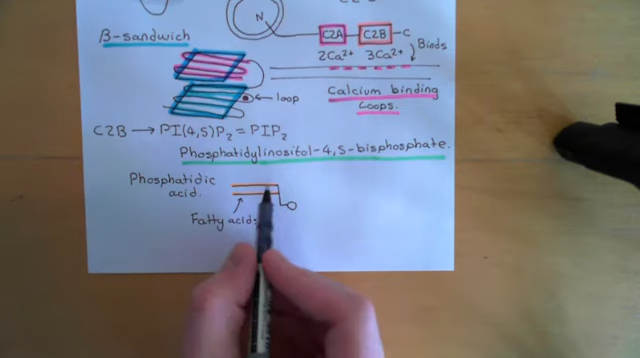 N
C2A
C2B
C
β-sandwich
2Ca²⁺
3Ca²⁺
Binds
Calcium binding
loops.
loop
C2B → PI(4,5)P₂ = PIP₂
Phosphatidylinositol-4,5-bisphosphate.
Phosphatidic
acid.
Fatty acids